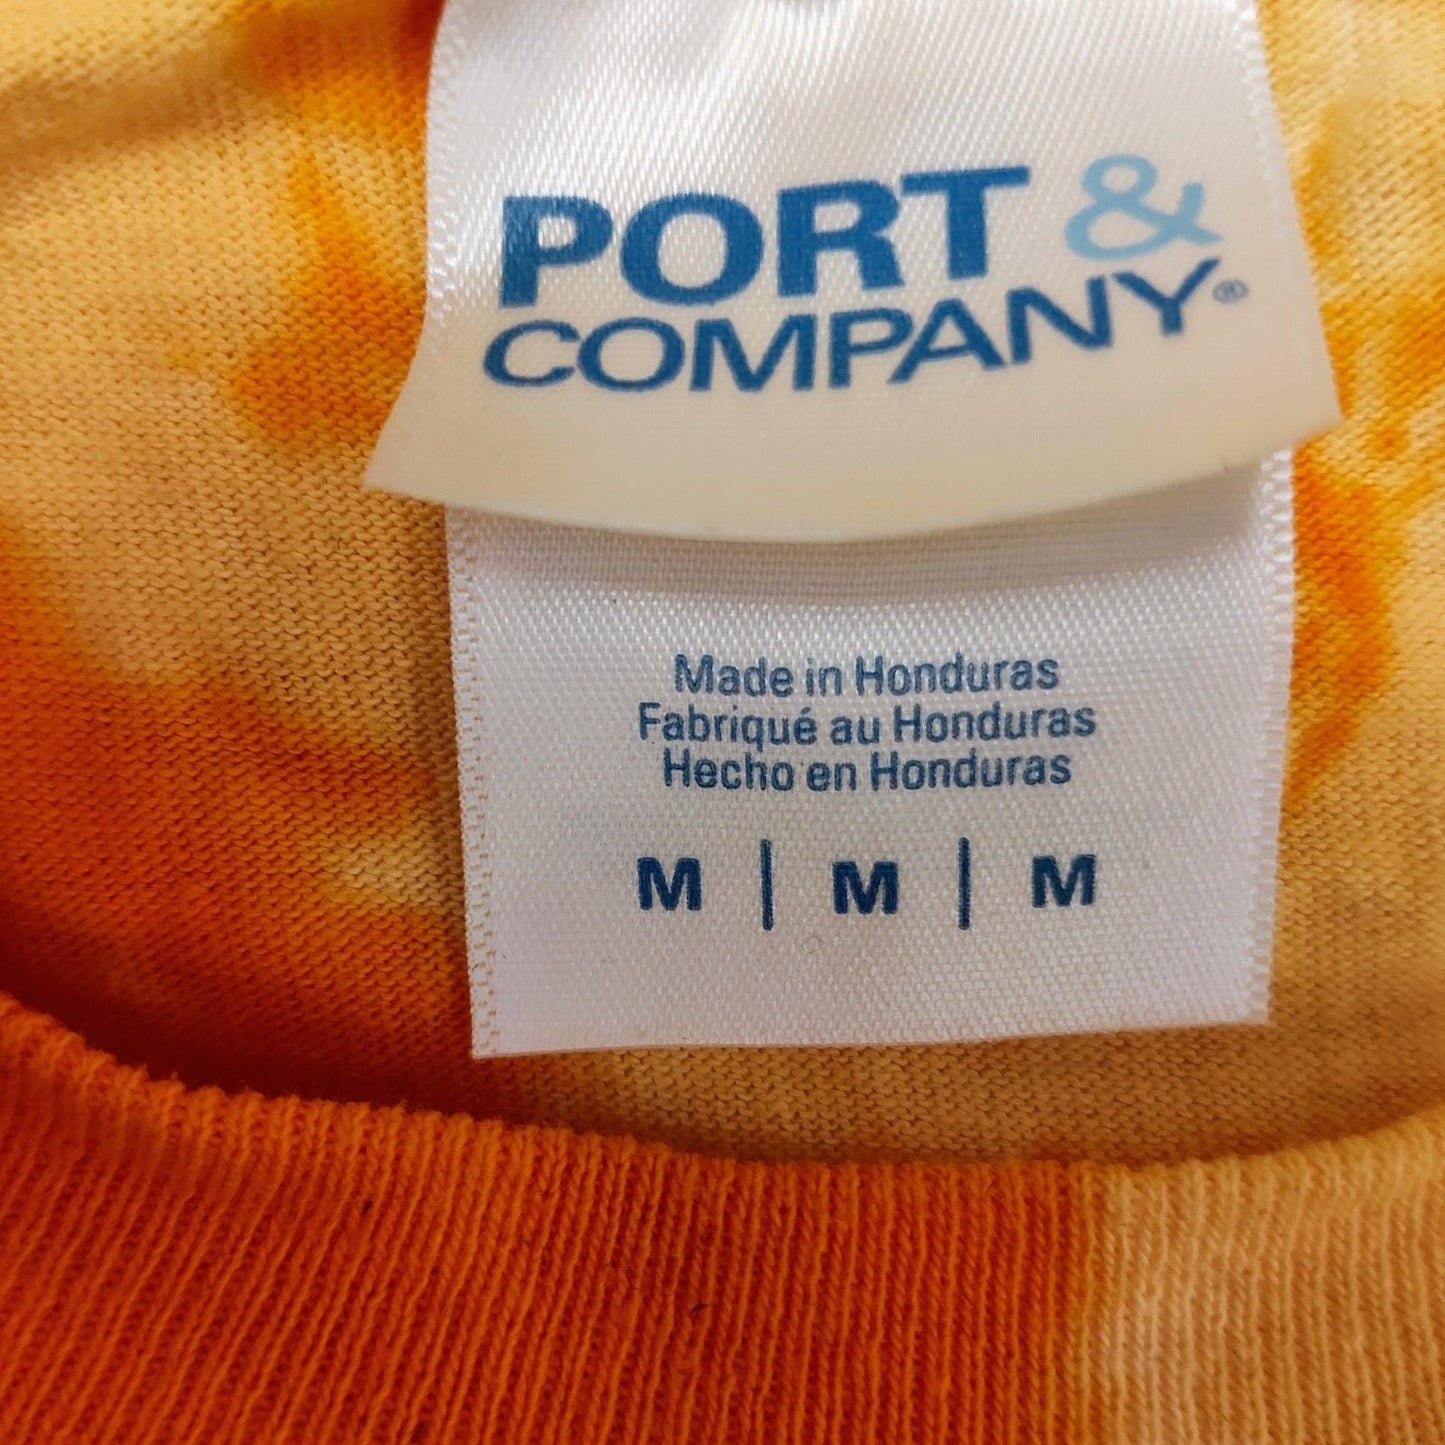 PORT &
COMPANY®
Made in Honduras
Fabriqué au Honduras
Hecho en Honduras
M | M | M